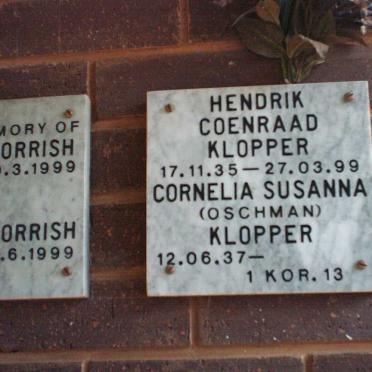 MORY OF
ORRISH
.3.1999
ORRISH
.6.1999
HENDRIK
COENRAAD
KLOPPER
17.11.35 — 27.03.99
CORNELIA SUSANNA
(OSCHMAN)
KLOPPER
12.06.37 —
1 KOR. 13